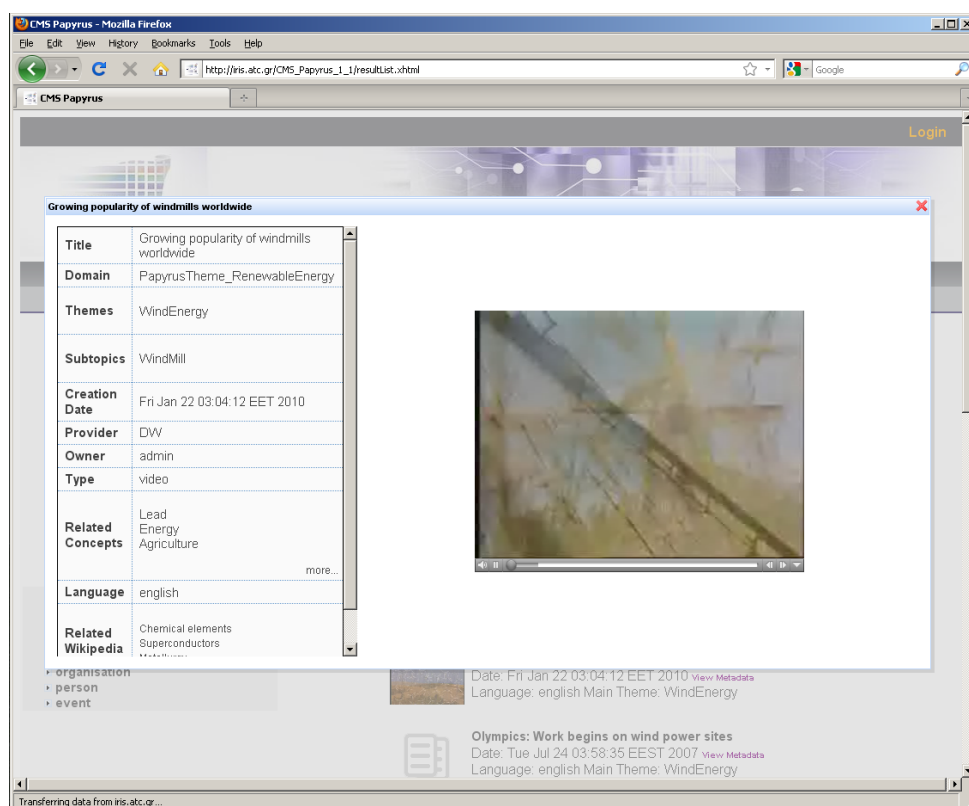 CMS Papyrus - Mozilla Firefox
File Edit View History Bookmarks Tools Help
http://iris.atc.gr/CMS_Papyrus_1_1/resultList.xhtml
Google
CMS Papyrus
Login
Growing popularity of windmills worldwide
Title Growing popularity of windmills
worldwide
Domain PapyrusTheme_RenewableEnergy
Themes WindEnergy
Subtopics WindMill
Creation
Date Fri Jan 22 03:04:12 EET 2010
Provider DW
Owner admin
Type video
Related
Concepts Lead
Energy
Agriculture
more...
Language english
Related
Wikipedia Chemical elements
Superconductors
organisation
person
event
Date: Fri Jan 22 03:04:12 EET 2010 View Metadata
Language: english Main Theme: WindEnergy
Olympics: Work begins on wind power sites
Date: Tue Jul 24 03:58:35 EEST 2007 View Metadata
Language: english Main Theme: WindEnergy
Transferring data from iris.atc.gr...